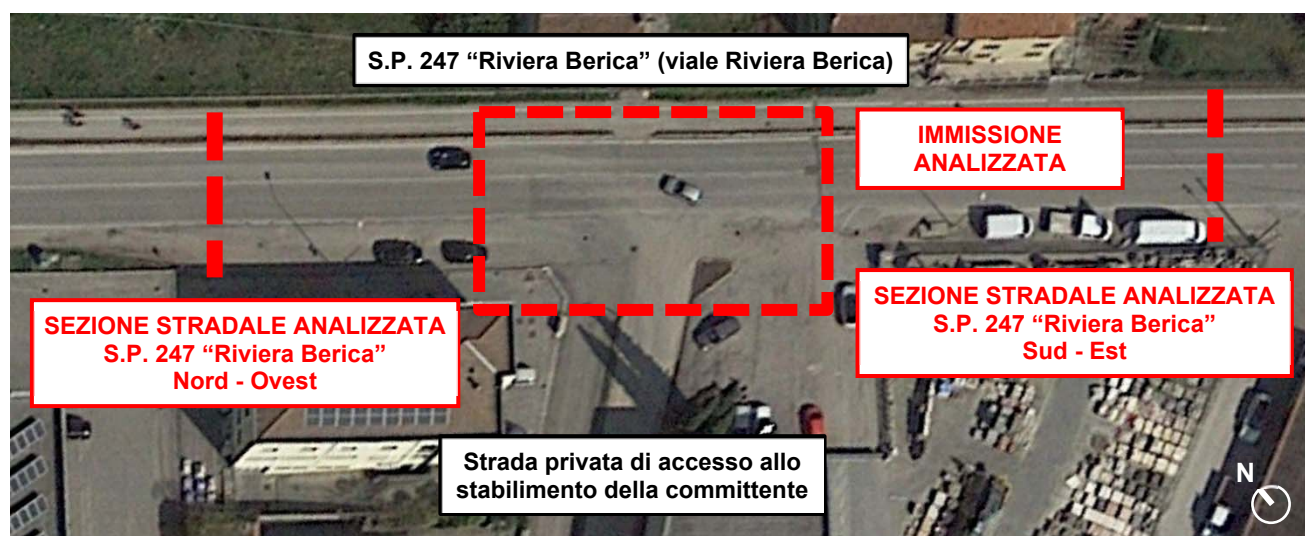 S.P. 247 “Riviera Berica” (viale Riviera Berica)
IMMISSIONE
ANALIZZATA
SEZIONE STRADALE ANALIZZATA
S.P. 247 “Riviera Berica”
Nord - Ovest
SEZIONE STRADALE ANALIZZATA
S.P. 247 “Riviera Berica”
Sud - Est
Strada privata di accesso allo
stabilimento della committente
N